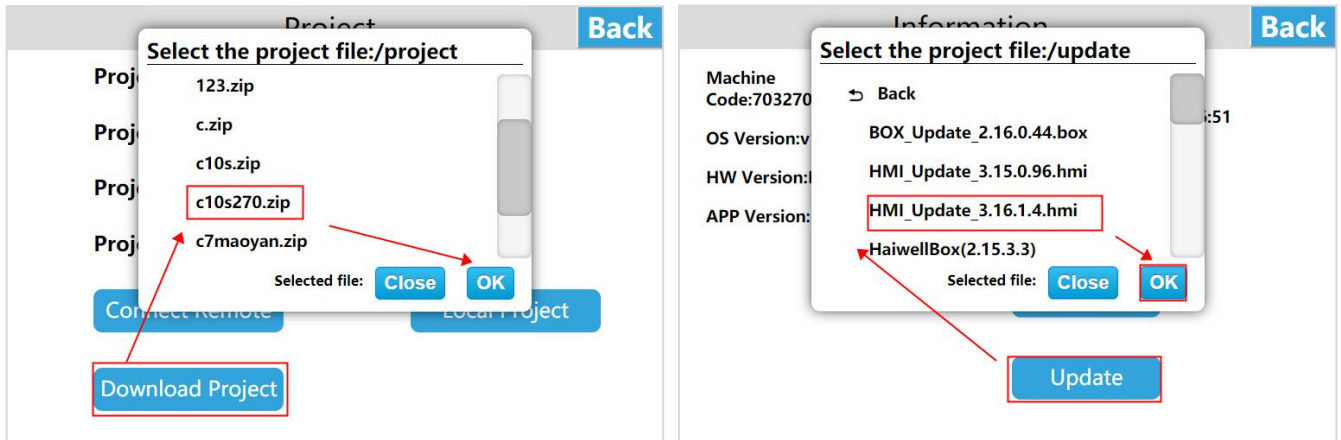 Project
Back
Select the project file:/project
Proj
123.zip
Proj
c.zip
c10s.zip
Proj
c10s270.zip
Proj
c7maoyan.zip
Selected file: Close OK
Connect Remote
Local Project
Download Project
Information
Back
Select the project file:/update
Machine
Code:703270
Back
:51
BOX_Update_2.16.0.44.box
OS Version:v
HMI_Update_3.15.0.96.hmi
HW Version:
HMI_Update_3.16.1.4.hmi
APP Version:
HaiwellBox(2.15.3.3)
Selected file: Close OK
Update